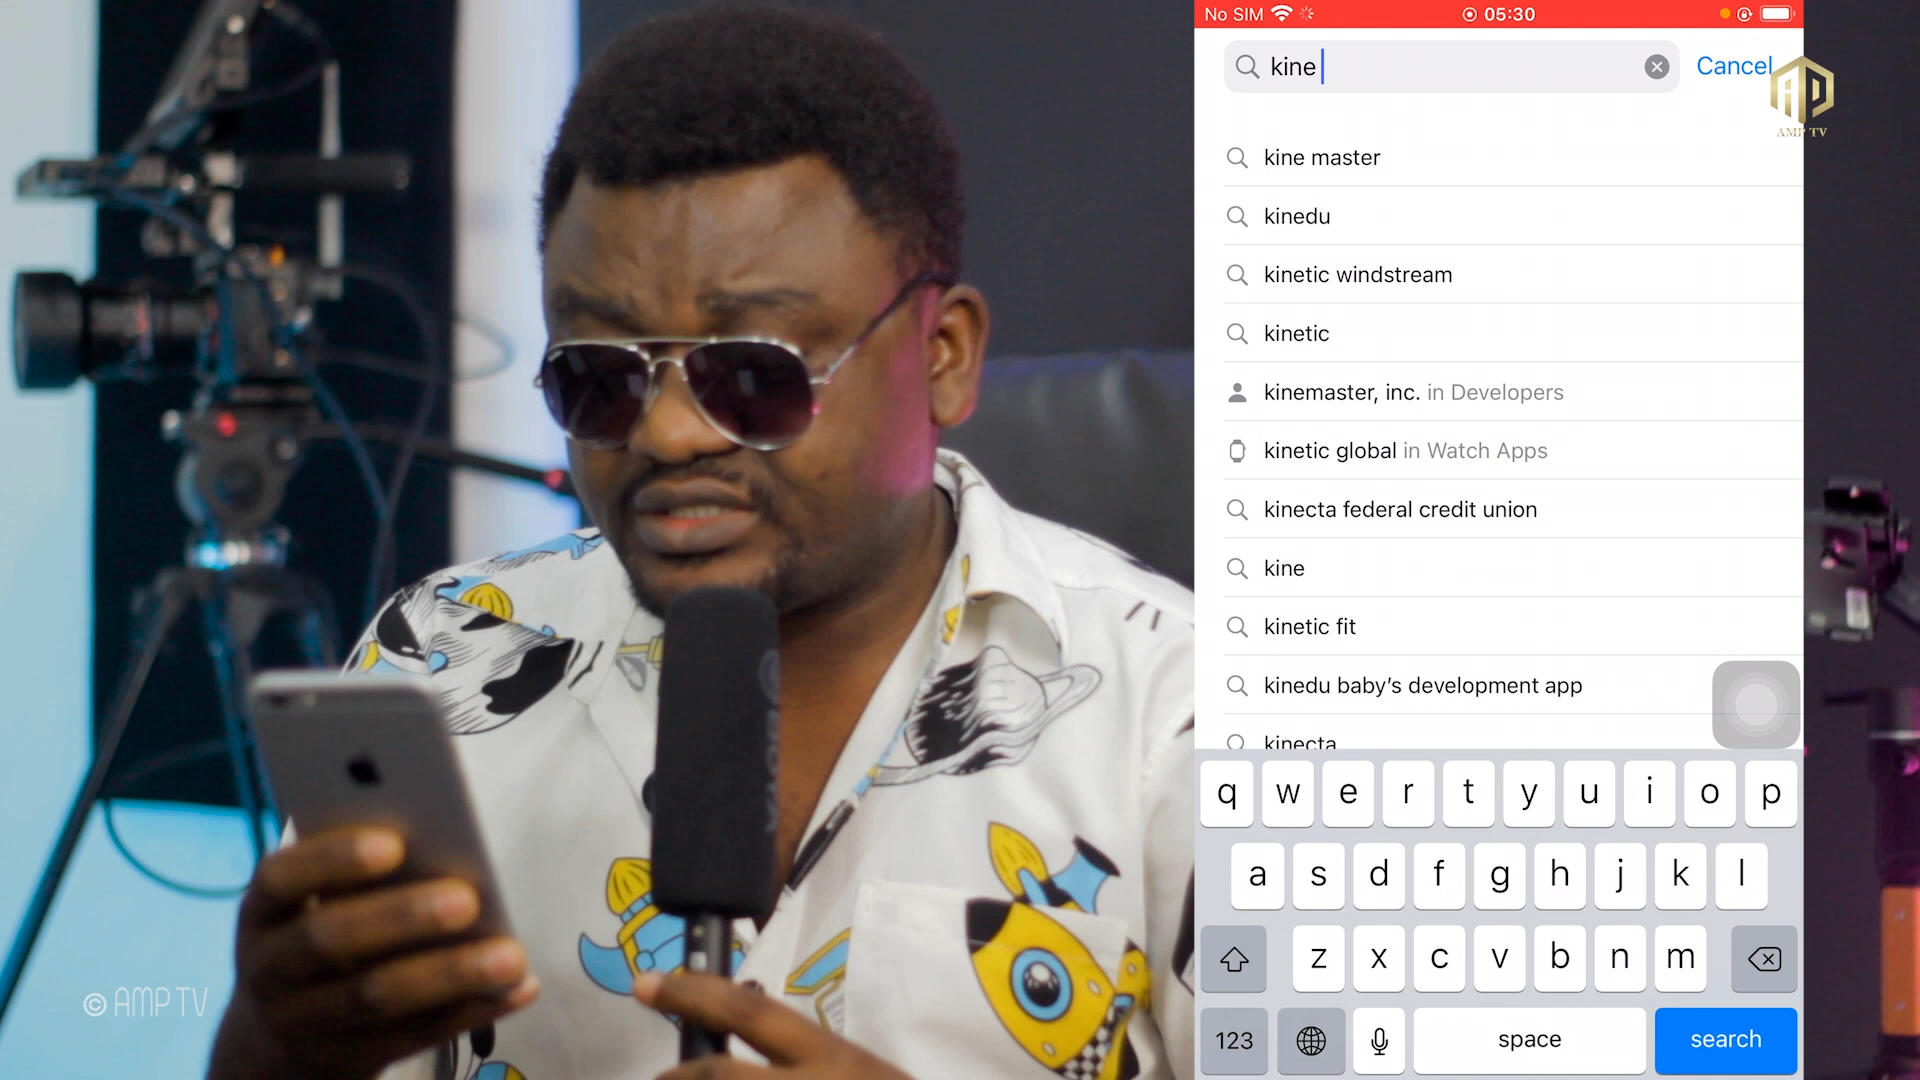 No SIM 05:30
kine
Cancel
AMP TV
kine master
kinedu
kinetic windstream
kinetic
kinemaster, inc. in Developers
kinetic global in Watch Apps
kinecta federal credit union
kine
kinetic fit
kinedu baby's development app
kinecta
q w e r t y u i o p
a s d f g h j k l
z x c v b n m
123 space search
© AMP TV